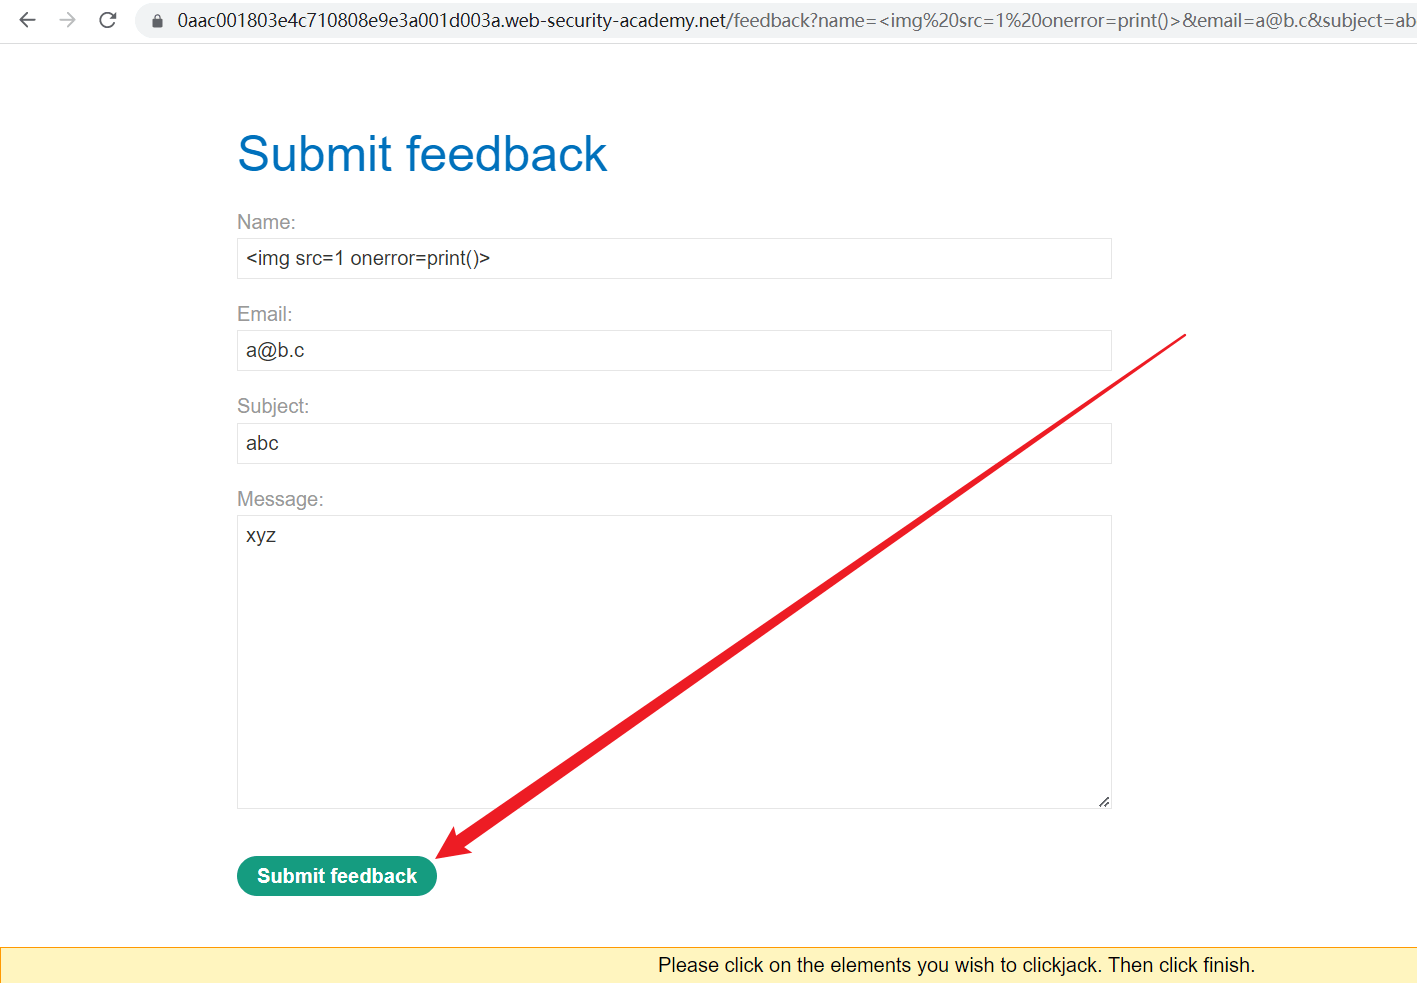 0aac001803e4c710808e9e3a001d003a.web-security-academy.net/feedback?name=<img%20src=1%20onerror=print()>&email=a@b.c&subject=ab
Submit feedback
Name:
<img src=1 onerror=print()>
Email:
a@b.c
Subject:
abc
Message:
xyz
Submit feedback
Please click on the elements you wish to clickjack. Then click finish.